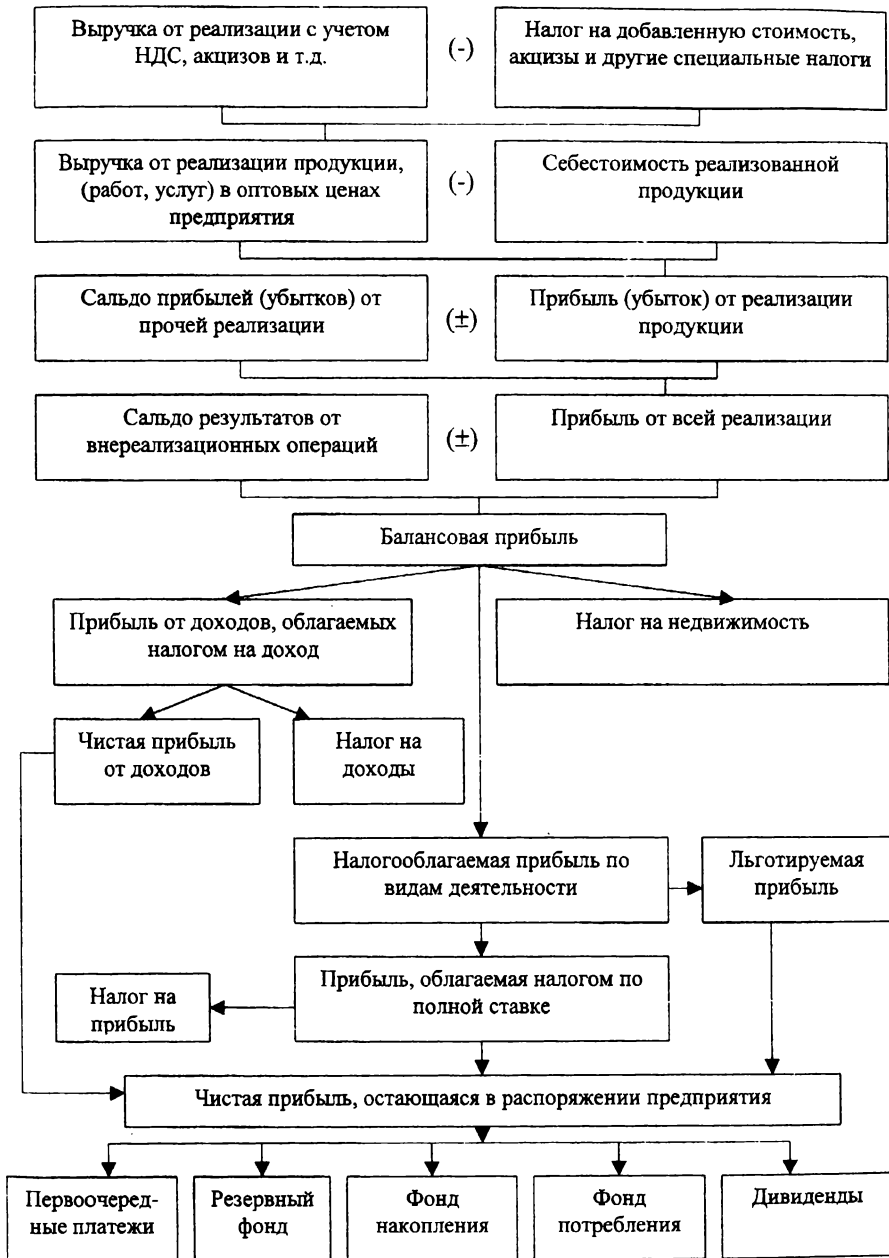 Выручка от реализации с учетом
НДС, акцизов и т.д.
(-)
Налог на добавленную стоимость,
акцизы и другие специальные налоги
Выручка от реализации продукции,
(работ, услуг) в оптовых ценах
предприятия
(-)
Себестоимость реализованной
продукции
Сальдо прибылей (убытков) от
прочей реализации
(±)
Прибыль (убыток) от реализации
продукции
Сальдо результатов от
внереализационных операций
(±)
Прибыль от всей реализации
Балансовая прибыль
Прибыль от доходов, облагаемых
налогом на доход
Налог на недвижимость
Чистая прибыль
от доходов
Налог на
доходы
Налогооблагаемая прибыль по
видам деятельности
Льготируемая
прибыль
Прибыль, облагаемая налогом по
полной ставке
Налог на
прибыль
Чистая прибыль, остающаяся в распоряжении предприятия
Первоочеред-
ные платежи
Резервный
фонд
Фонд
накопления
Фонд
потребления
Дивиденды